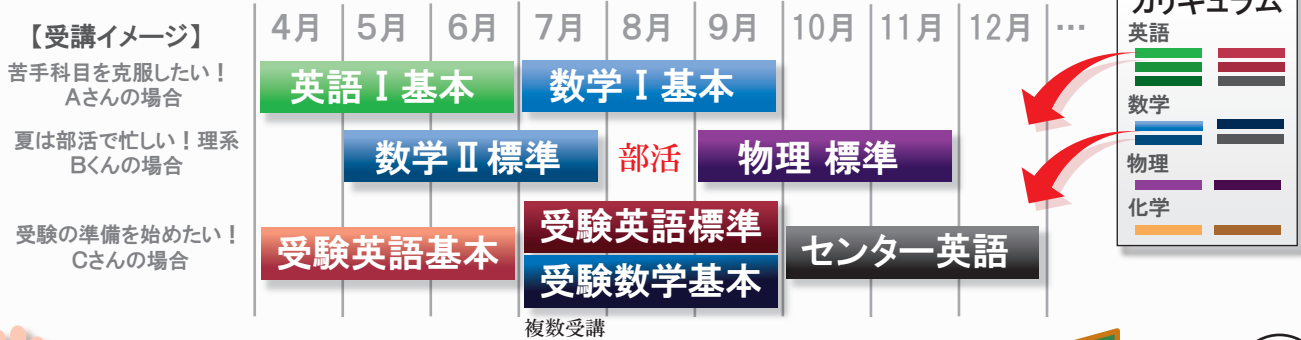 【受講イメージ】
4月 5月 6月 7月 8月 9月 10月 11月 12月 …
苦手科目を克服したい！
Aさんの場合
英語Ⅰ基本 数学Ⅰ基本
夏は部活で忙しい！理系
Bくんの場合
数学Ⅱ標準 部活 物理 標準
受験の準備を始めたい！
Cさんの場合
受験英語基本
受験英語標準
受験数学基本
センター英語
複数受講
カリキュラム
英語
数学
物理
化学